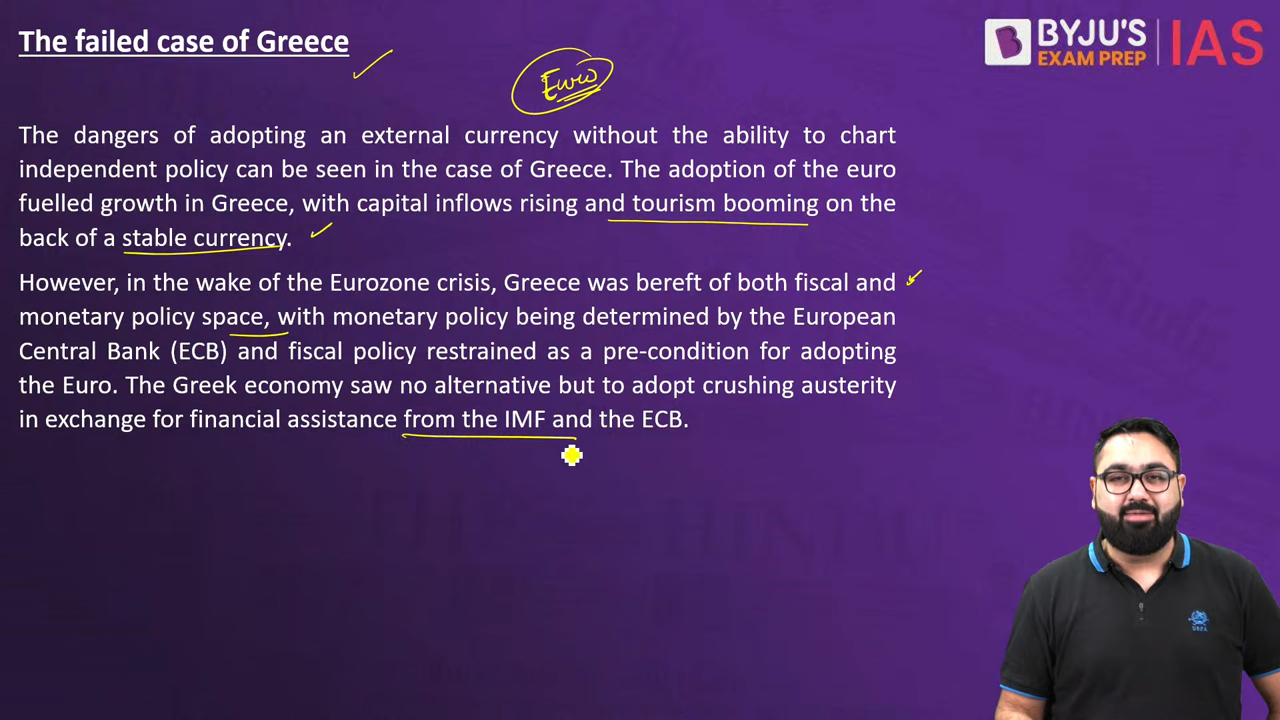 The failed case of Greece
BYJU'S
EXAM PREP
IAS
Euro
The dangers of adopting an external currency without the ability to chart
independent policy can be seen in the case of Greece. The adoption of the euro
fuelled growth in Greece, with capital inflows rising and tourism booming on the
back of a stable currency.
However, in the wake of the Eurozone crisis, Greece was bereft of both fiscal and
monetary policy space, with monetary policy being determined by the European
Central Bank (ECB) and fiscal policy restrained as a pre-condition for adopting
the Euro. The Greek economy saw no alternative but to adopt crushing austerity
in exchange for financial assistance from the IMF and the ECB.